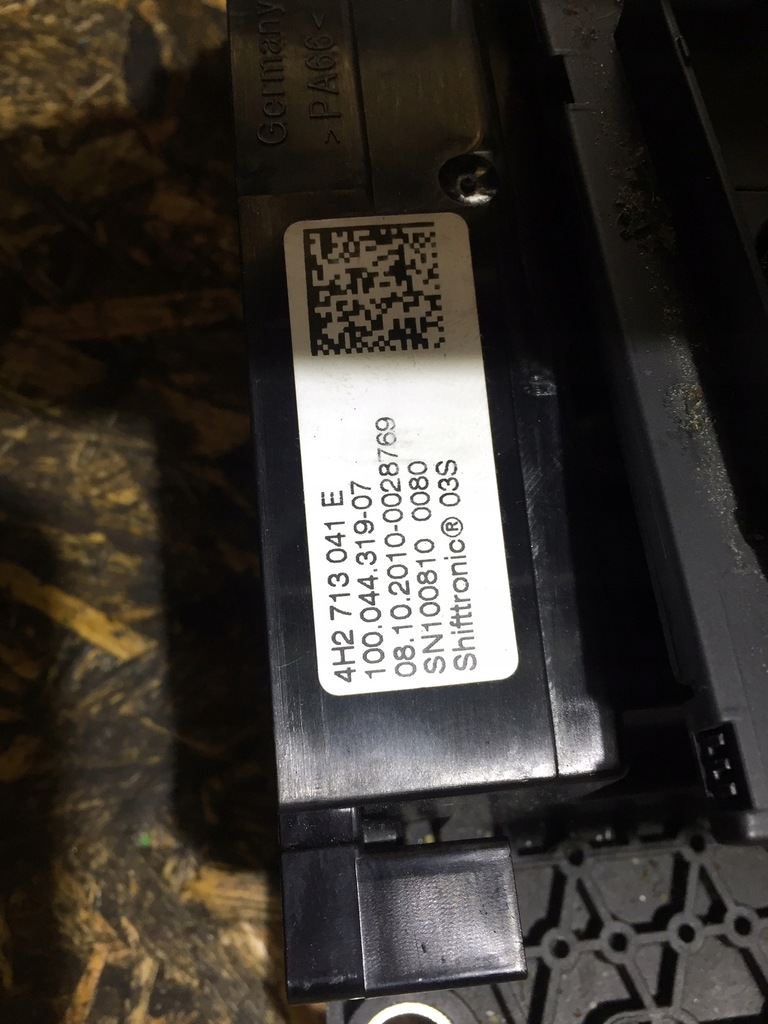 Germany
>PA66<
4H2 713 041 E
100.044.319-07
08.10.2010-0028769
SN100810 0080
Shifttronic® 03S